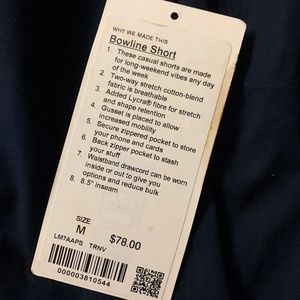 WHY WE MADE THIS
Bowline Short
1. These casual shorts are made
for long-weekend vibes any day
of the week
2. Two-way stretch cotton-blend
fabric is breathable
3. Added Lycra® fibre for stretch
and shape retention
4. Gusset is placed to allow
increased mobility
5. Secure zippered pocket to store
your phone and cards
6. Back zipper pocket to stash
your stuff
7. Waistband drawcord can be worn
inside or out to give you
options and reduce bulk
8. 8.5" inseam
SIZE
M $78.00
LM7AAPS TRNV
000003810544